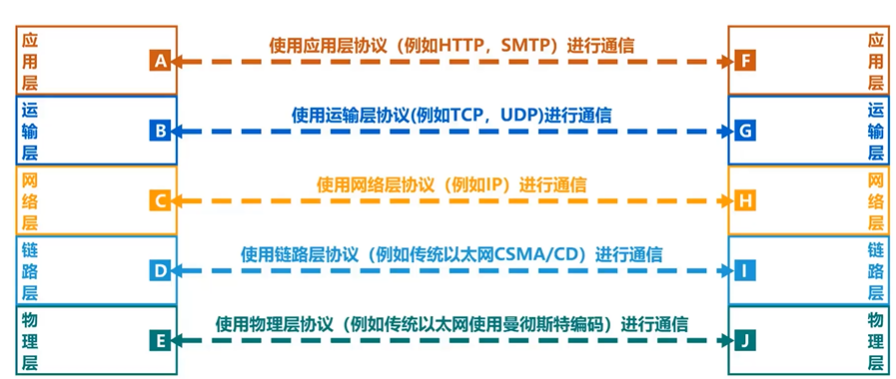 应用层 A 使用应用层协议（例如HTTP，SMTP）进行通信 F 应用层
运输层 B 使用运输层协议(例如TCP，UDP)进行通信 G 运输层
网络层 C 使用网络层协议（例如IP）进行通信 H 网络层
链路层 D 使用链路层协议（例如传统以太网CSMA/CD）进行通信 I 链路层
物理层 E 使用物理层协议（例如传统以太网使用曼彻斯特编码）进行通信 J 物理层